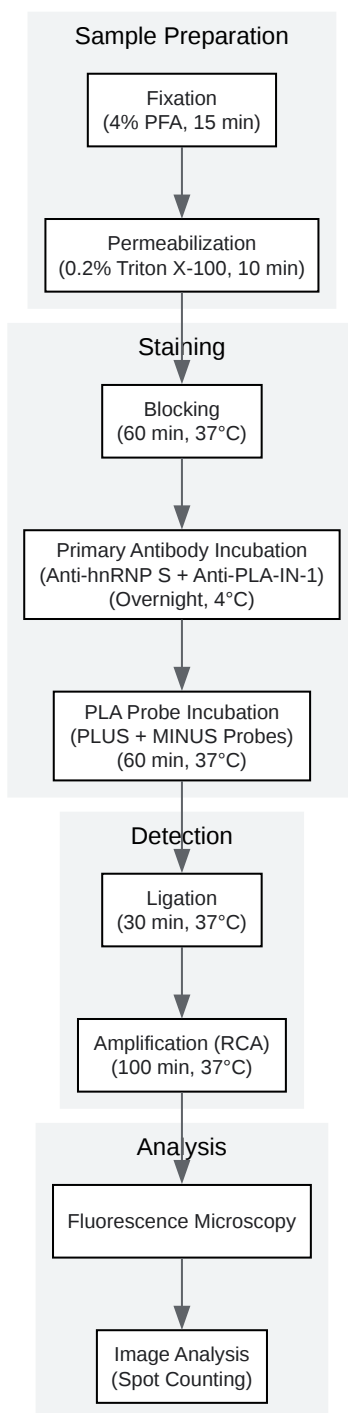 Sample Preparation
Fixation
(4% PFA, 15 min)
Permeabilization
(0.2% Triton X-100, 10 min)
Staining
Blocking
(60 min, 37°C)
Primary Antibody Incubation
(Anti-hnRNP S + Anti-PLA-IN-1)
(Overnight, 4°C)
PLA Probe Incubation
(PLUS + MINUS Probes)
(60 min, 37°C)
Detection
Ligation
(30 min, 37°C)
Amplification (RCA)
(100 min, 37°C)
Analysis
Fluorescence Microscopy
Image Analysis
(Spot Counting)